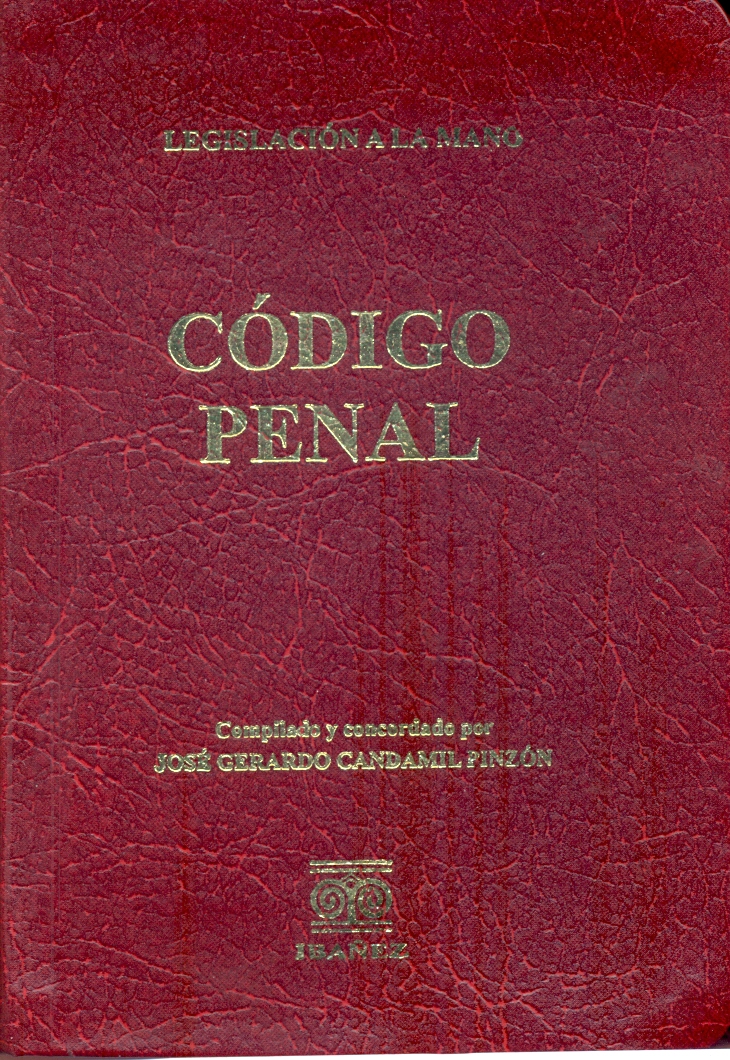 LEGISLACIÓN A LA MANO
CÓDIGO
PENAL
Compilado y concordado por
JOSÉ GERARDO CANDAMIL PINZÓN
IBAÑEZ